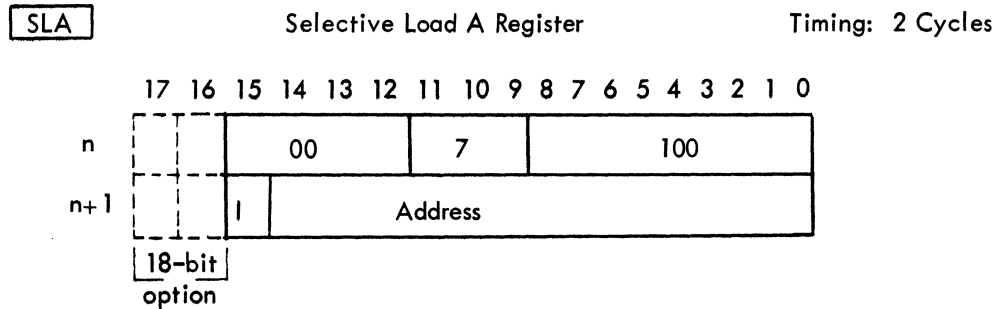 SLA Selective Load A Register Timing: 2 Cycles
17 16 15 14 13 12 11 10 9 8 7 6 5 4 3 2 1 0
n 00 7 100
n+1 I Address
18-bit
option